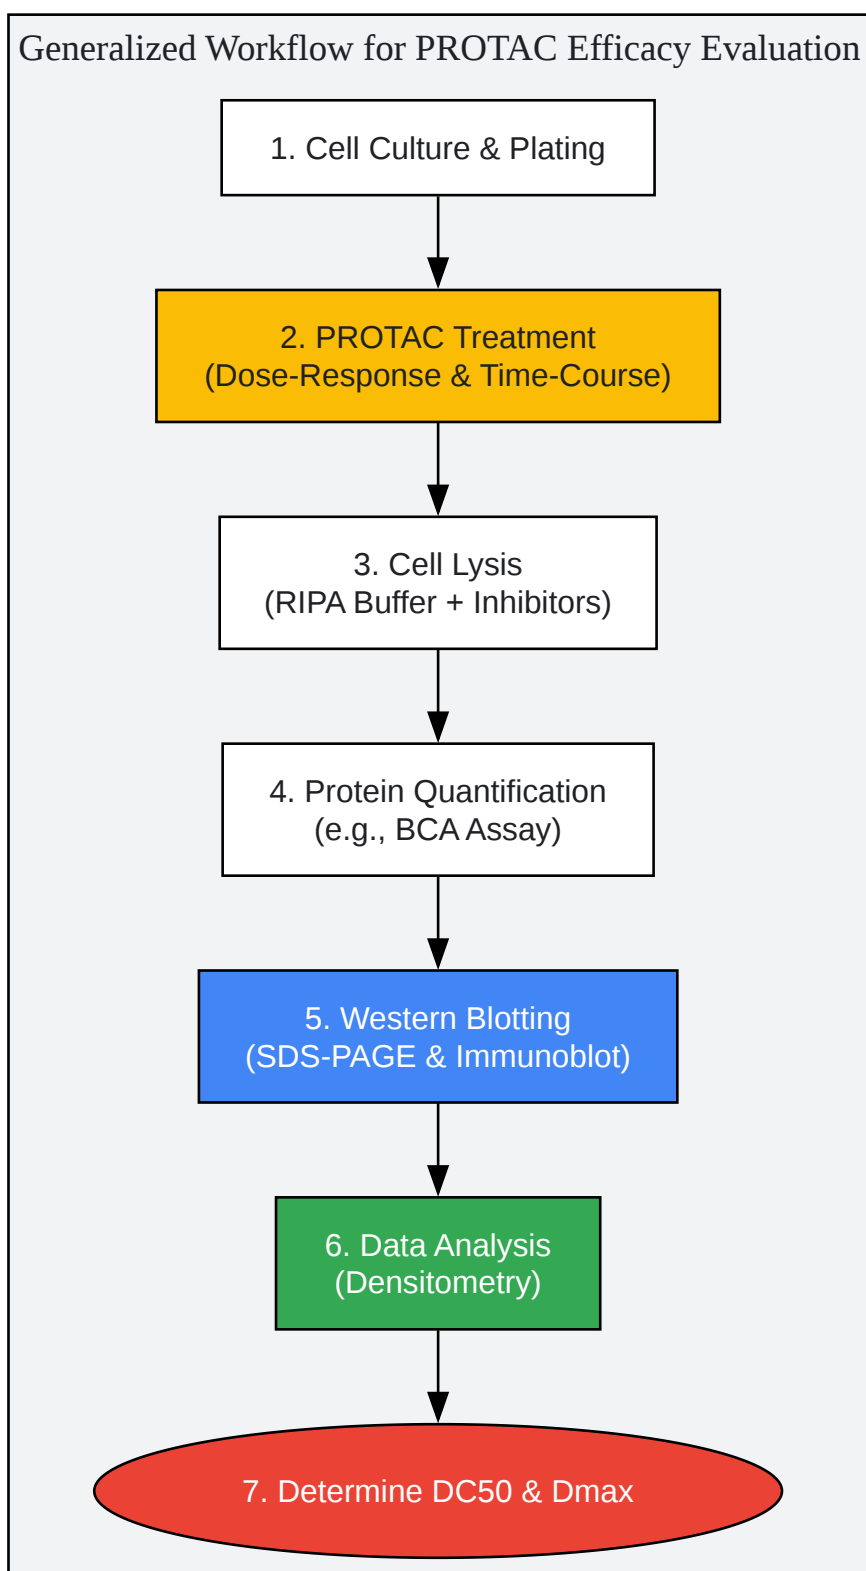 Generalized Workflow for PROTAC Efficacy Evaluation
1. Cell Culture & Plating
2. PROTAC Treatment
(Dose-Response & Time-Course)
3. Cell Lysis
(RIPA Buffer + Inhibitors)
4. Protein Quantification
(e.g., BCA Assay)
5. Western Blotting
(SDS-PAGE & Immunoblot)
6. Data Analysis
(Densitometry)
7. Determine DC50 & Dmax